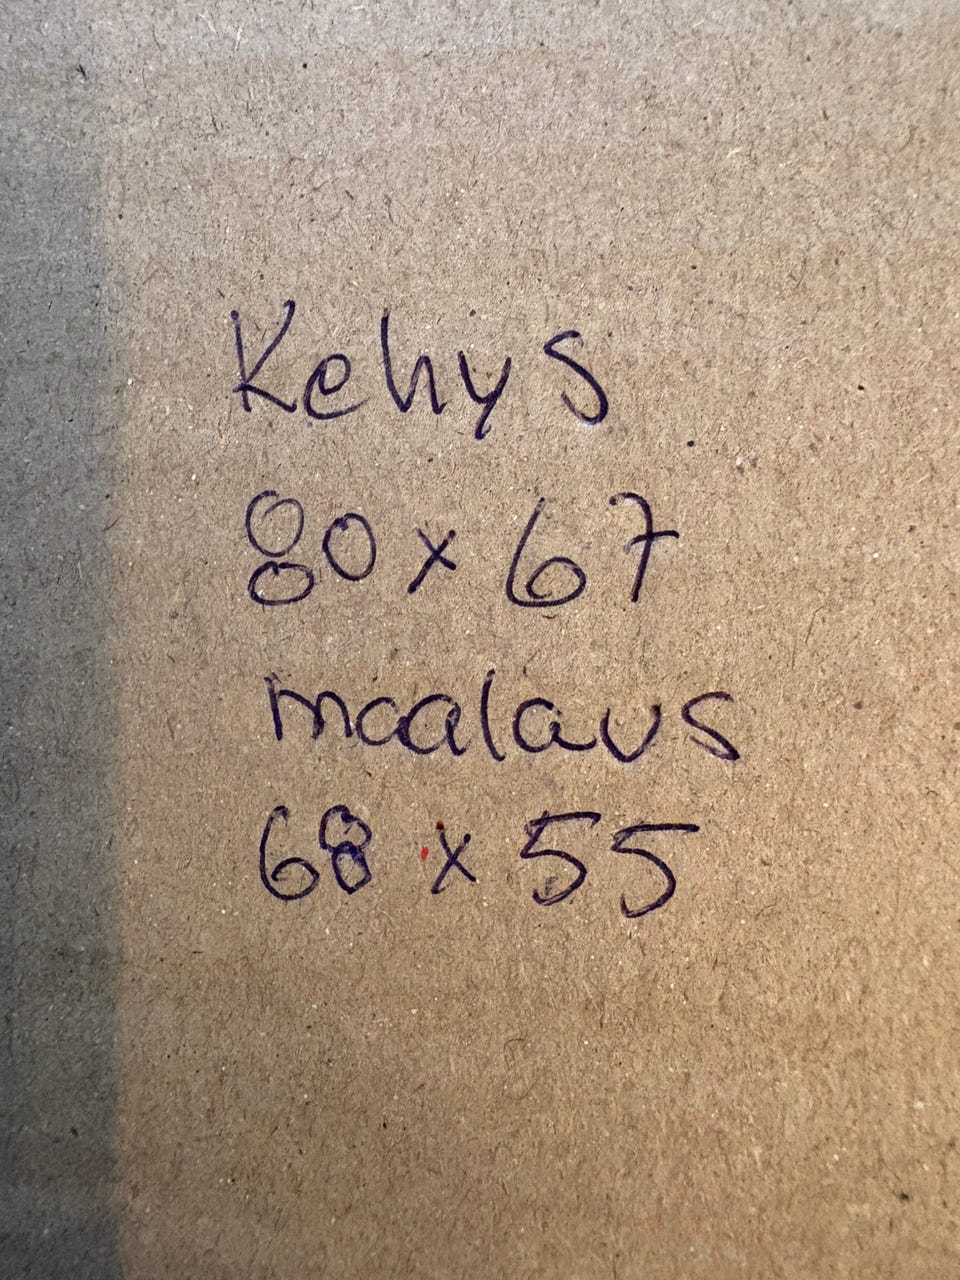 Kehys
80 x 67
maalaus
68 x 55